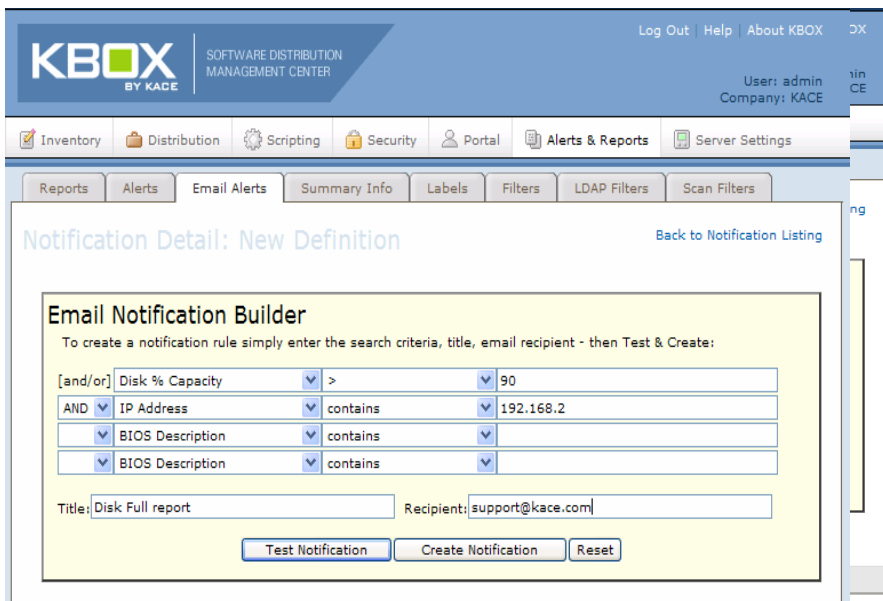 Log Out | Help | About KBOX
OX
KBOX
BY KACE
SOFTWARE DISTRIBUTION
MANAGEMENT CENTER
User: admin
Company: KACE
in
CE
Inventory Distribution Scripting Security Portal Alerts & Reports Server Settings
Reports Alerts Email Alerts Summary Info Labels Filters LDAP Filters Scan Filters
ng
Notification Detail: New Definition
Back to Notification Listing
Email Notification Builder
To create a notification rule simply enter the search criteria, title, email recipient - then Test & Create:
[and/or] Disk % Capacity > 90
AND IP Address contains 192.168.2
BIOS Description contains
BIOS Description contains
Title: Disk Full report Recipient: support@kace.com
Test Notification Create Notification Reset